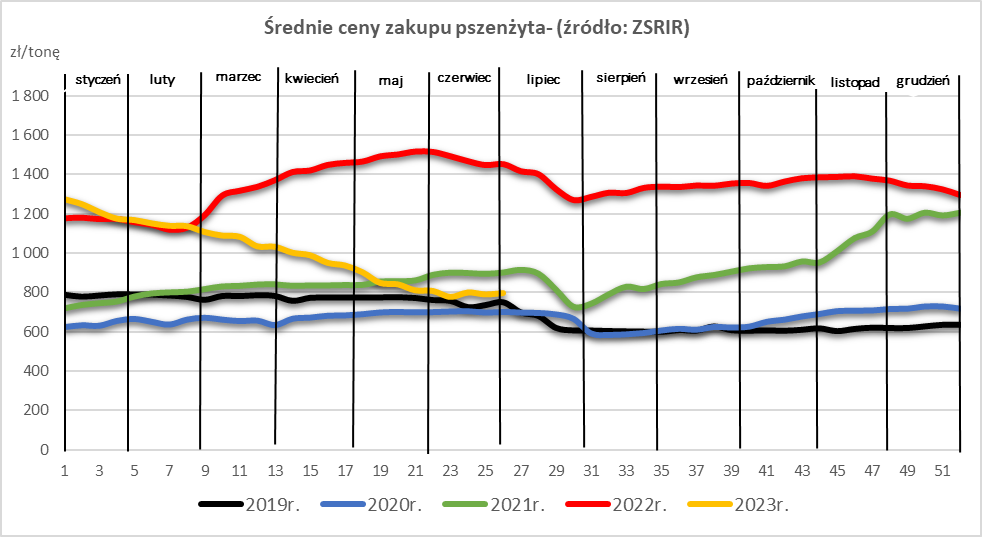 Średnie ceny zakupu pszenżyta- (źródło: ZSRIR)
zł/tonę
styczeń luty marzec kwiecień maj czerwiec lipiec sierpień wrzesień październik listopad grudzień
1 800
1 600
1 400
1 200
1 000
800
600
400
200
0
1 3 5 7 9 11 13 15 17 19 21 23 25 27 29 31 33 35 37 39 41 43 45 47 49 51
2019r. 2020r. 2021r. 2022r. 2023r.